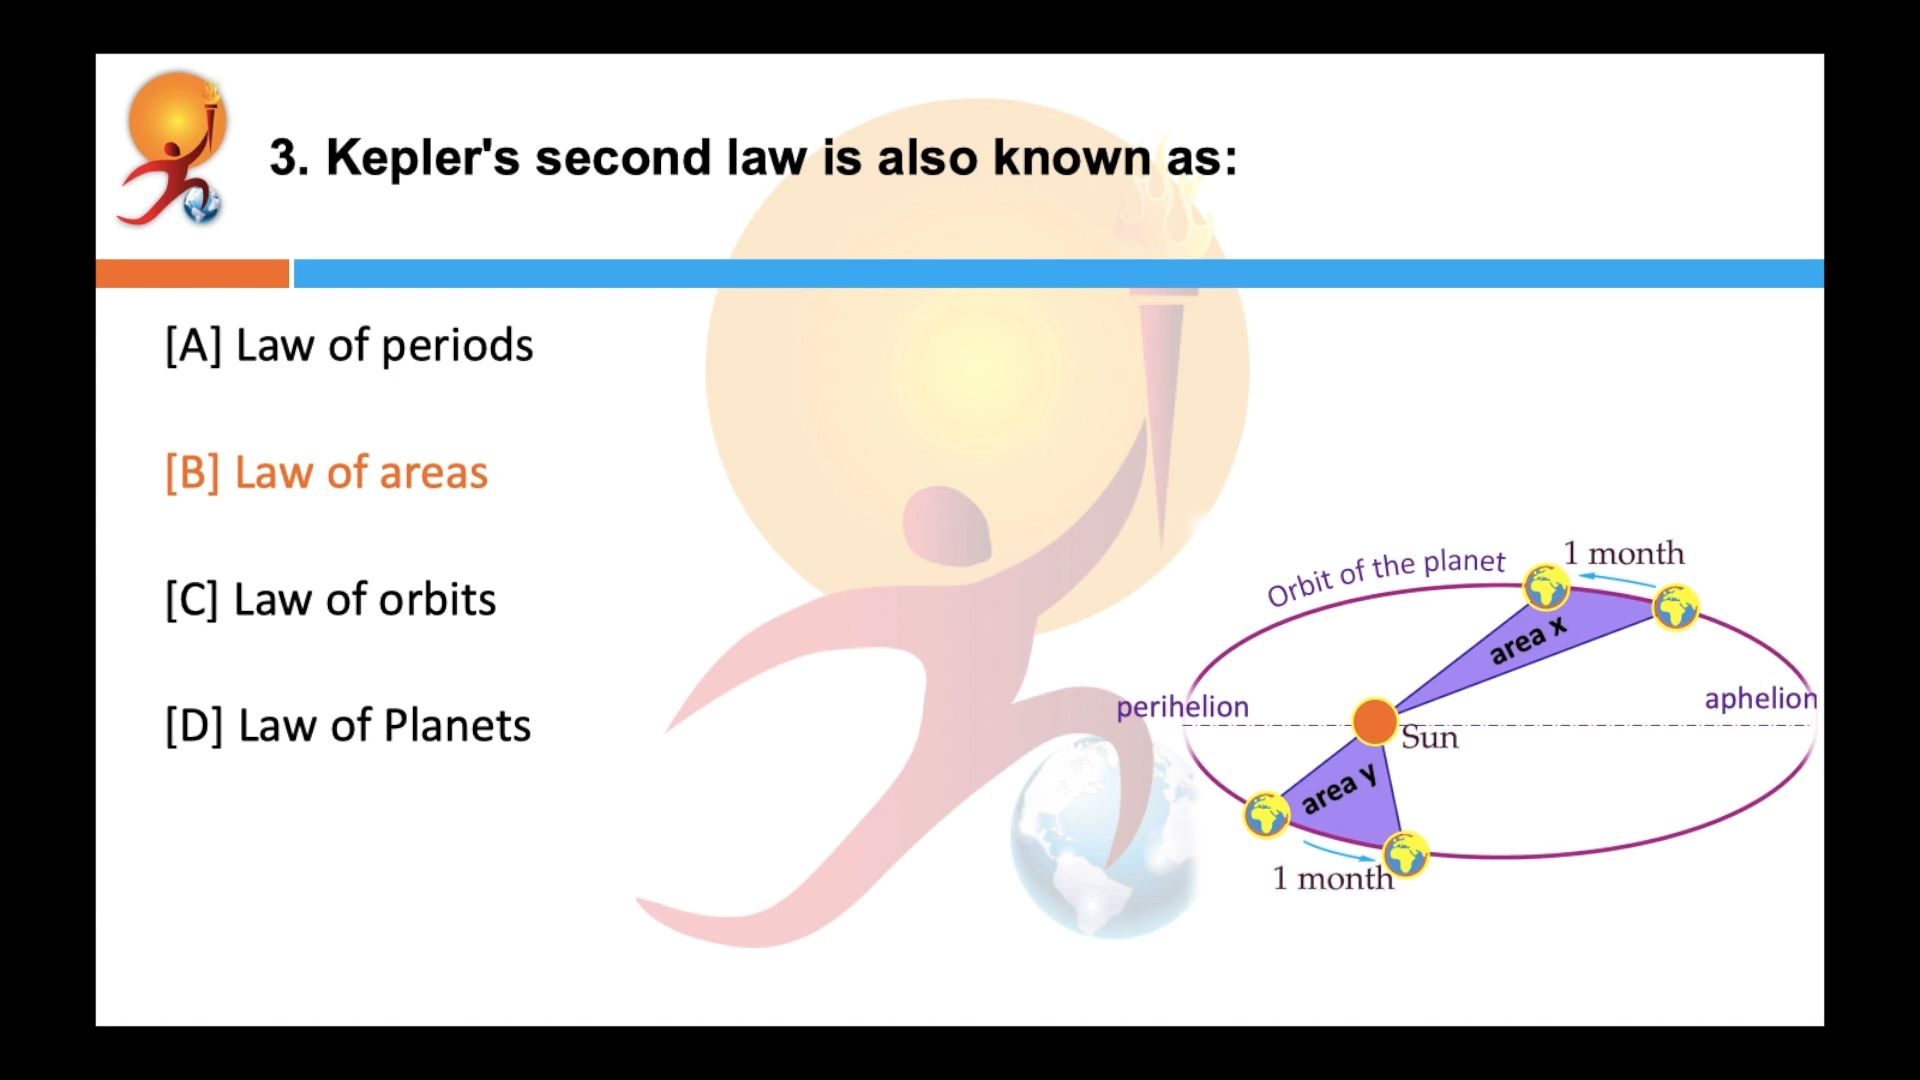 3. Kepler's second law is also known as:
[A] Law of periods
[B] Law of areas
[C] Law of orbits
[D] Law of Planets
Orbit of the planet
1 month
area x
perihelion
aphelion
Sun
area y
1 month